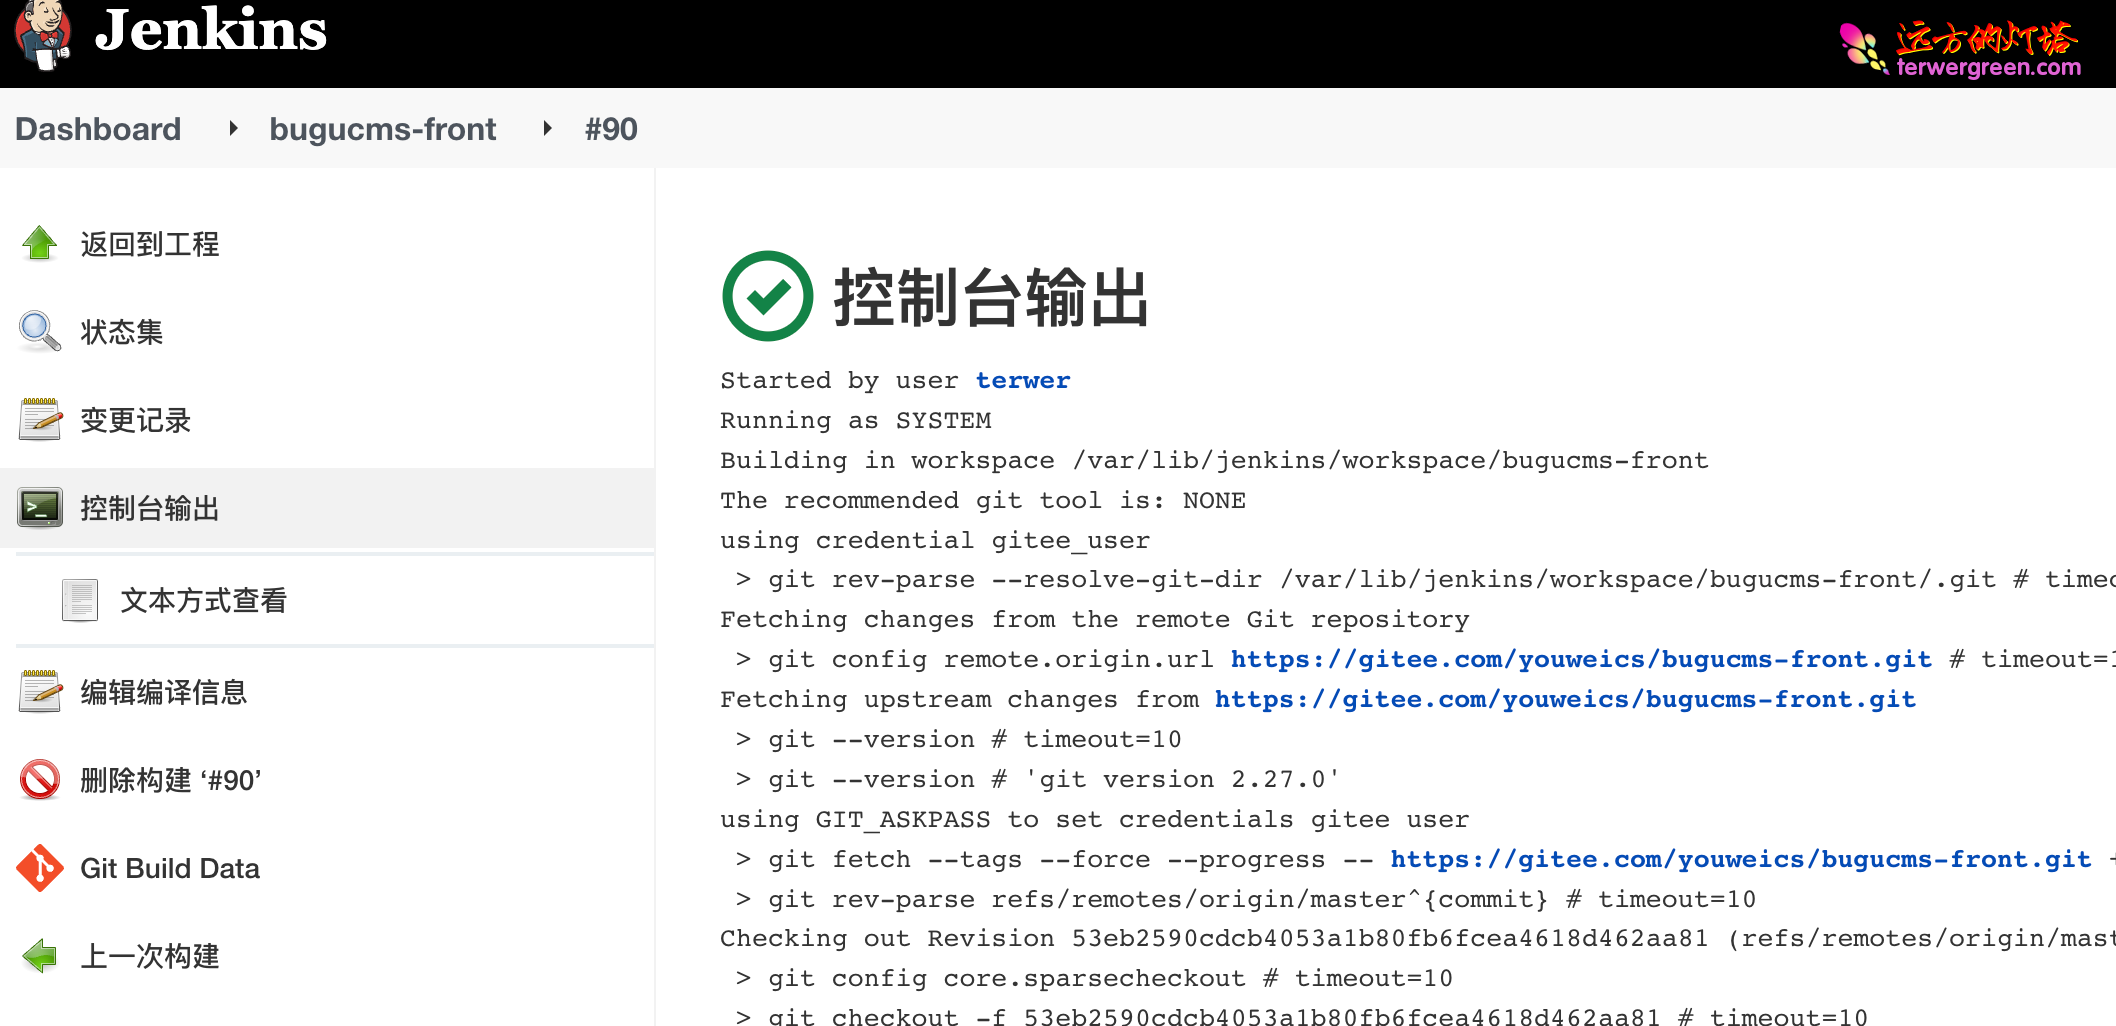 Jenkins
远方的灯塔
terwergreen.com
Dashboard
bugucms-front
#90
返回到工程
状态集
变更记录
控制台输出
文本方式查看
编辑编译信息
删除构建 ‘#90’
Git Build Data
上一次构建
控制台输出
Started by user terwer
Running as SYSTEM
Building in workspace /var/lib/jenkins/workspace/bugucms-front
The recommended git tool is: NONE
using credential gitee_user
> git rev-parse --resolve-git-dir /var/lib/jenkins/workspace/bugucms-front/.git # timeo
Fetching changes from the remote Git repository
> git config remote.origin.url https://gitee.com/youweics/bugucms-front.git # timeout=1
Fetching upstream changes from https://gitee.com/youweics/bugucms-front.git
> git --version # timeout=10
> git --version # 'git version 2.27.0'
using GIT_ASKPASS to set credentials gitee user
> git fetch --tags --force --progress -- https://gitee.com/youweics/bugucms-front.git +
> git rev-parse refs/remotes/origin/master^{commit} # timeout=10
Checking out Revision 53eb2590cdcb4053a1b80fb6fcea4618d462aa81 (refs/remotes/origin/mast
> git config core.sparsecheckout # timeout=10
> git checkout -f 53eb2590cdcb4053a1b80fb6fcea4618d462aa81 # timeout=10